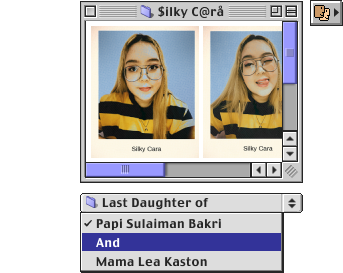 $ilky C@rå
Silky Cara
Silky Cara
Last Daughter of
Papi Sulaiman Bakri
And
Mama Lea Kaston